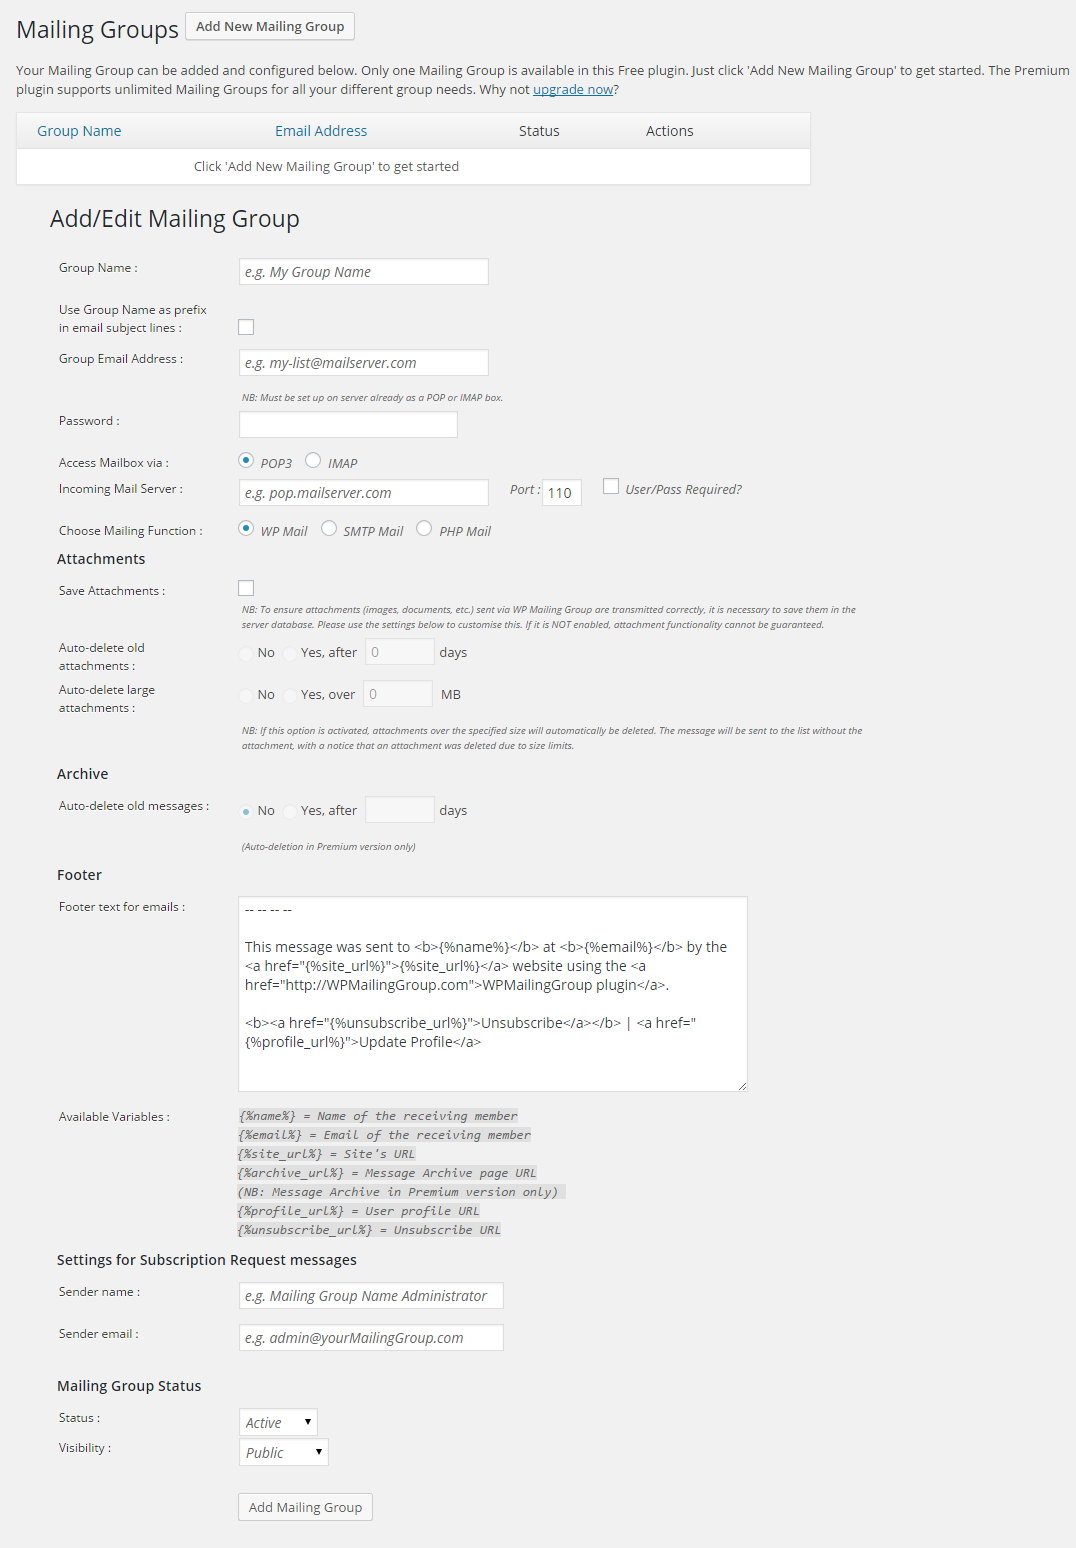 Mailing Groups Add New Mailing Group
Your Mailing Group can be added and configured below. Only one Mailing Group is available in this Free plugin. Just click 'Add New Mailing Group' to get started. The Premium
plugin supports unlimited Mailing Groups for all your different group needs. Why not upgrade now?
Group Name Email Address Status Actions
Click 'Add New Mailing Group' to get started
Add/Edit Mailing Group
Group Name : e.g. My Group Name
Use Group Name as prefix
in email subject lines :
Group Email Address : e.g. my-list@mailserver.com
NB: Must be set up on server already as a POP or IMAP box.
Password :
Access Mailbox via : POP3 IMAP
Incoming Mail Server : e.g. pop.mailserver.com Port : 110 User/Pass Required?
Choose Mailing Function : WP Mail SMTP Mail PHP Mail
Attachments
Save Attachments :
NB: To ensure attachments (images, documents, etc.) sent via WP Mailing Group are transmitted correctly, it is necessary to save them in the
server database. Please use the settings below to customise this. If it is NOT enabled, attachment functionality cannot be guaranteed.
Auto-delete old
attachments : No Yes, after 0 days
Auto-delete large
attachments : No Yes, over 0 MB
NB: If this option is activated, attachments over the specified size will automatically be deleted. The message will be sent to the list without the
attachment, with a notice that an attachment was deleted due to size limits.
Archive
Auto-delete old messages : No Yes, after days
(Auto-deletion in Premium version only)
Footer
Footer text for emails : -- -- -- --
This message was sent to <b>{%name%}</b> at <b>{%email%}</b> by the
<a href="{%site_url%}">{%site_url%}</a> website using the <a
href="http://WPMailingGroup.com">WPMailingGroup plugin</a>.
<b><a href="{%unsubscribe_url%}">Unsubscribe</a></b> | <a href="
{%profile_url%}">Update Profile</a>
Available Variables : {%name%} = Name of the receiving member
{%email%} = Email of the receiving member
{%site_url%} = Site's URL
{%archive_url%} = Message Archive page URL
(NB: Message Archive in Premium version only)
{%profile_url%} = User profile URL
{%unsubscribe_url%} = Unsubscribe URL
Settings for Subscription Request messages
Sender name : e.g. Mailing Group Name Administrator
Sender email : e.g. admin@yourMailingGroup.com
Mailing Group Status
Status : Active
Visibility : Public
Add Mailing Group